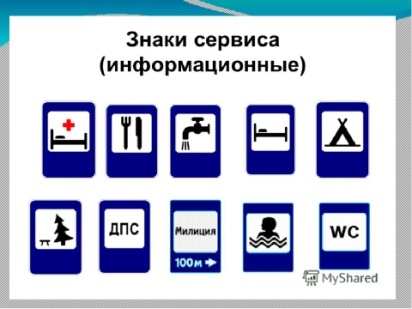 Знаки сервиса
(информационные)
ДПС
Милиция
100м
WC
MyShared